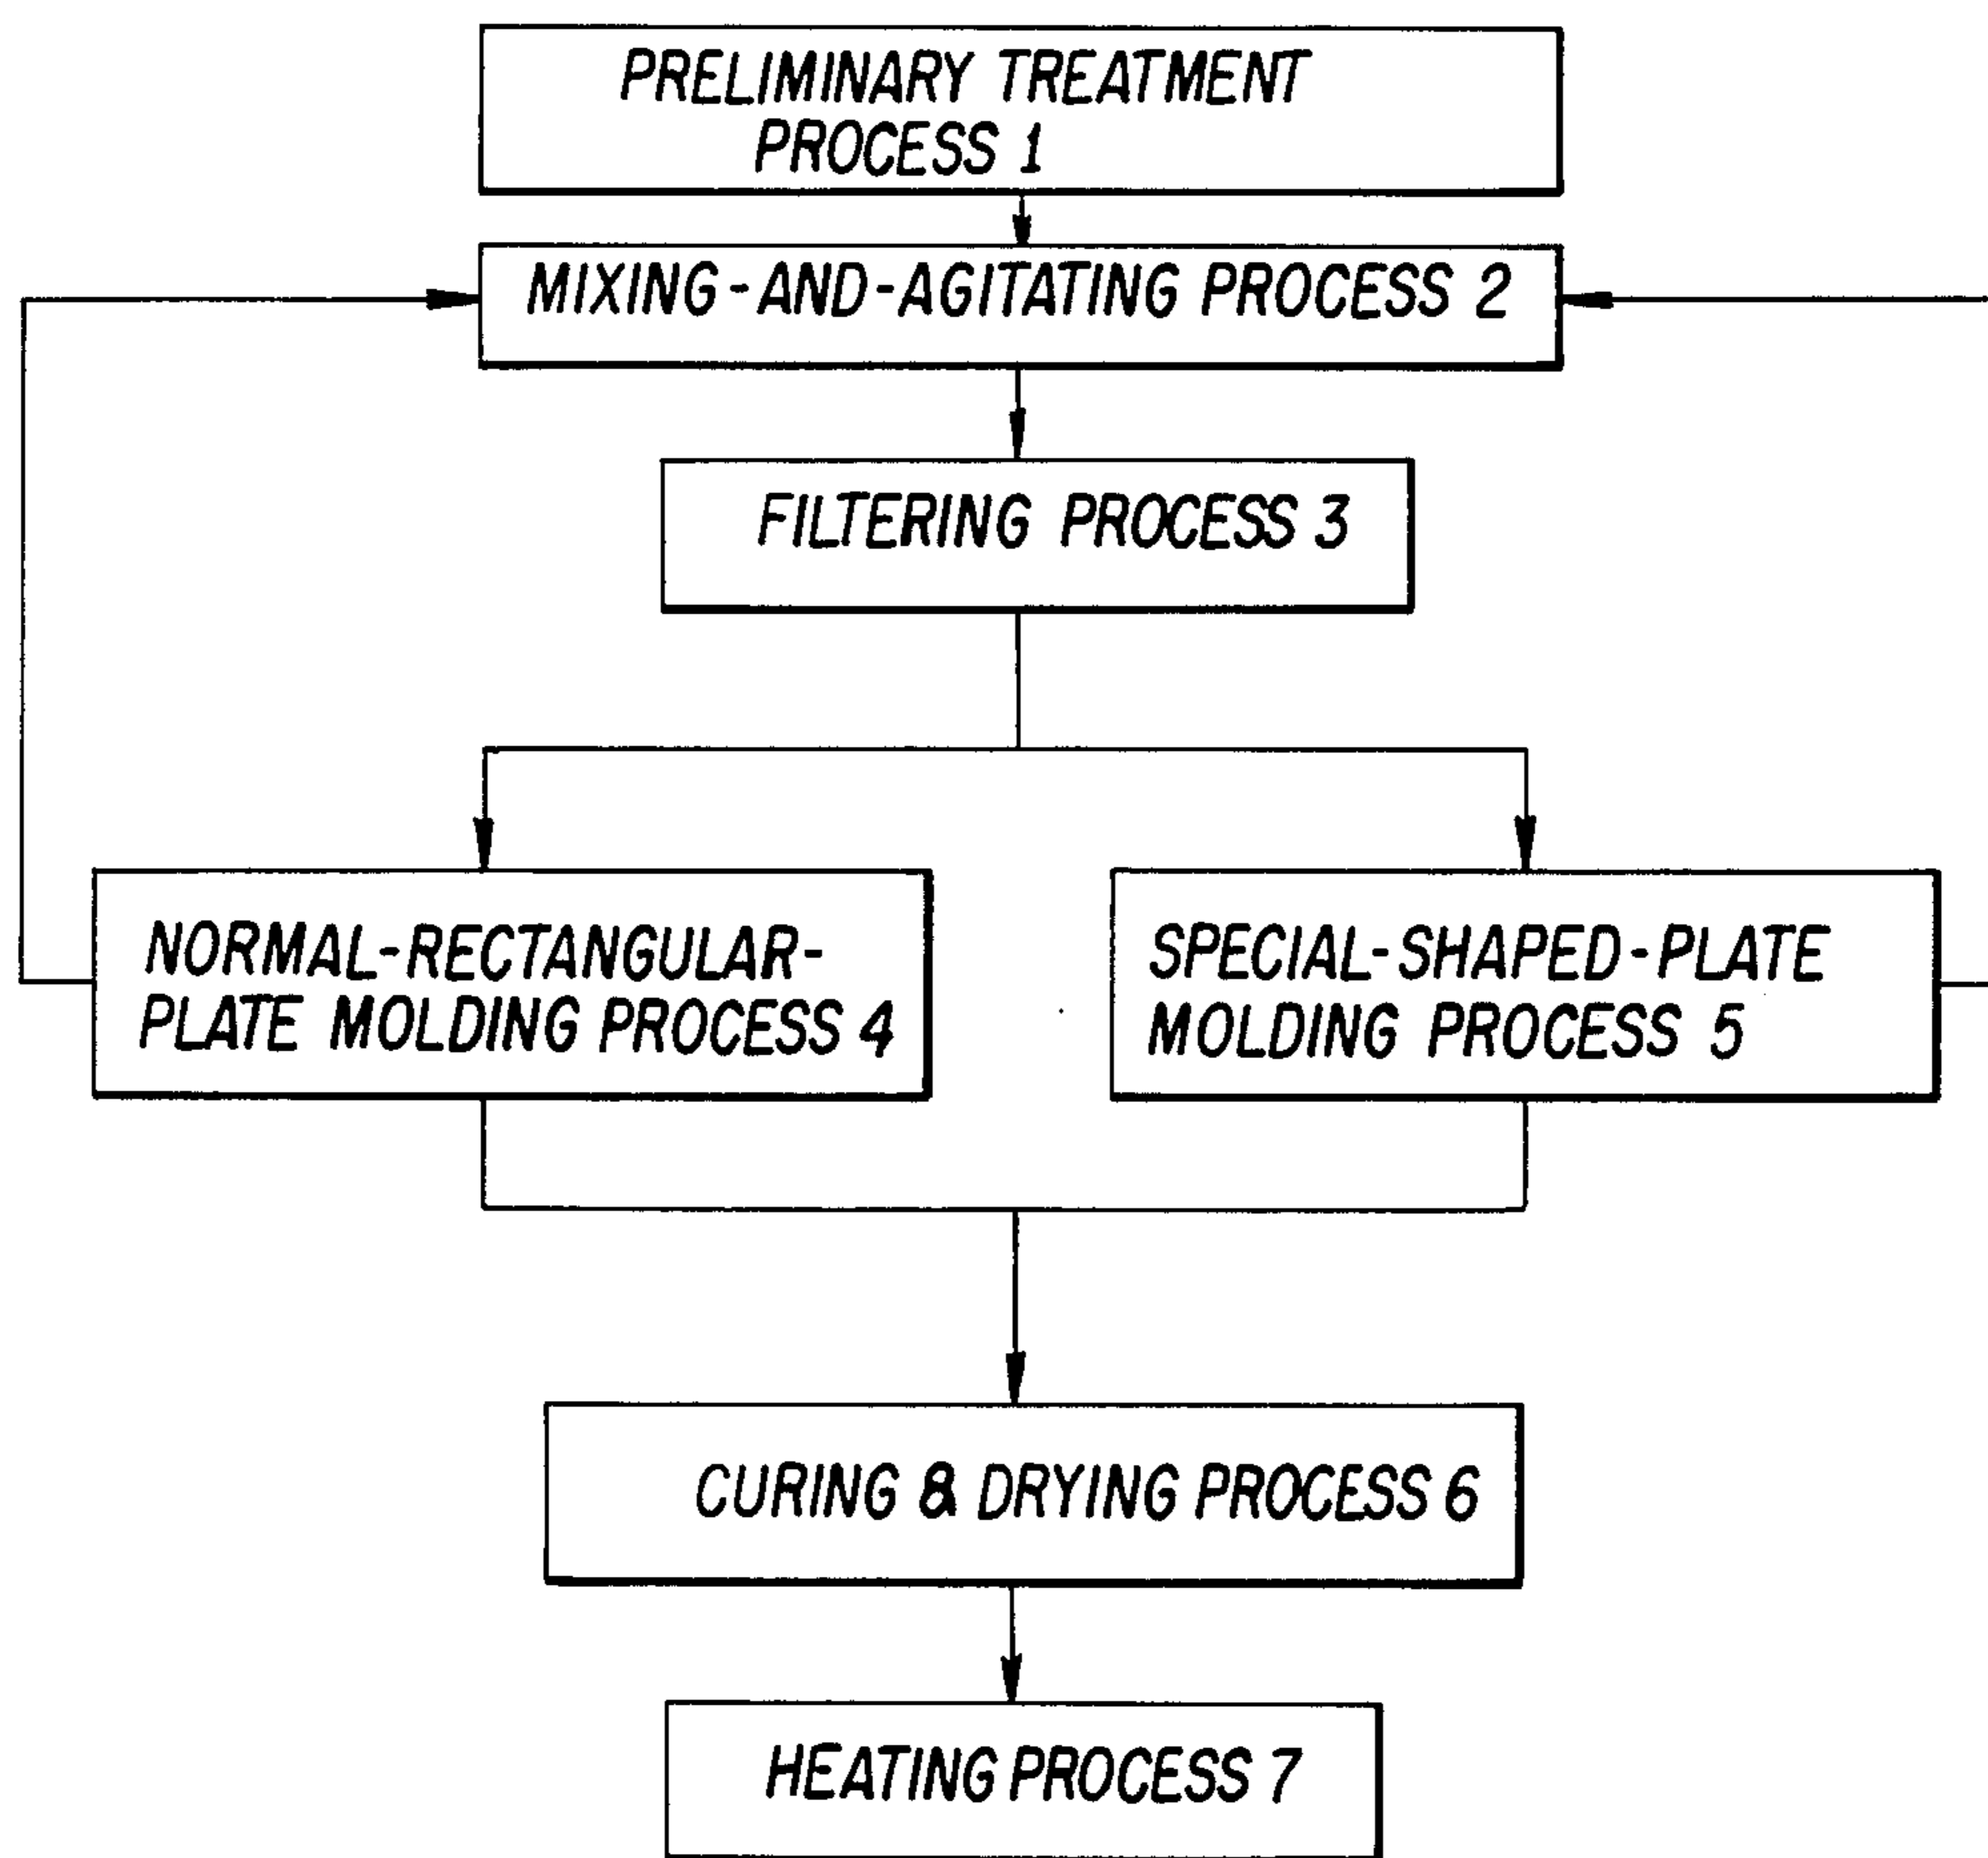 PRELIMINARY TREATMENT
PROCESS 1
MIXING-AND-AGITATING PROCESS 2
FILTERING PROCESS 3
NORMAL-RECTANGULAR-
PLATE MOLDING PROCESS 4
SPECIAL-SHAPED-PLATE
MOLDING PROCESS 5
CURING & DRYING PROCESS 6
HEATING PROCESS 7